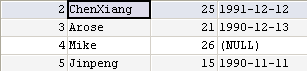 2 ChenXiang 25 1991-12-12
3 Arose 21 1990-12-13
4 Mike 26 (NULL)
5 Jinpeng 15 1990-11-11